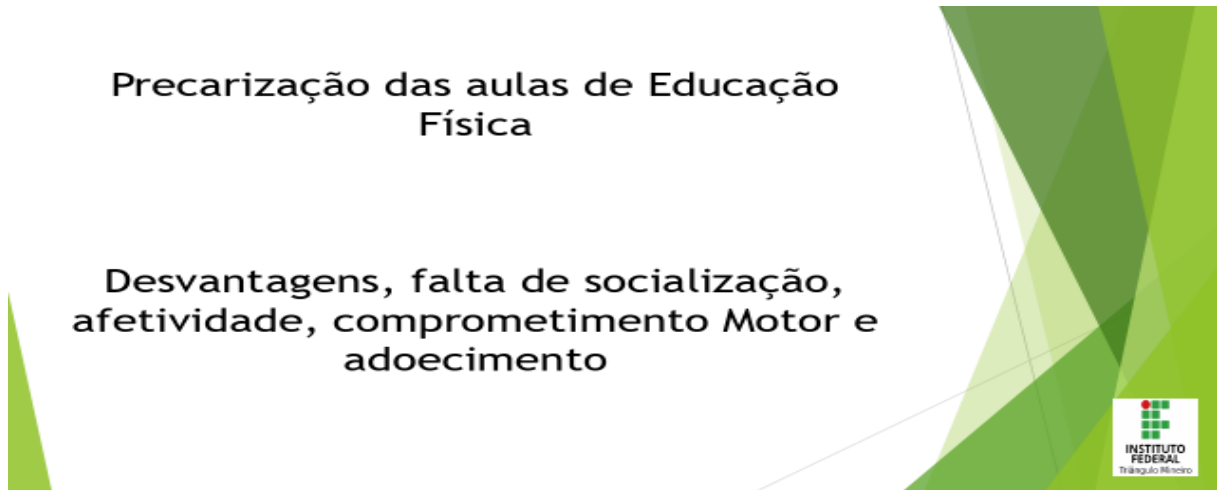 Precarização das aulas de Educação
Física
Desvantagens, falta de socialização,
afetividade, comprometimento Motor e
adoecimento
INSTITUTO
FEDERAL
Triângulo Mineiro